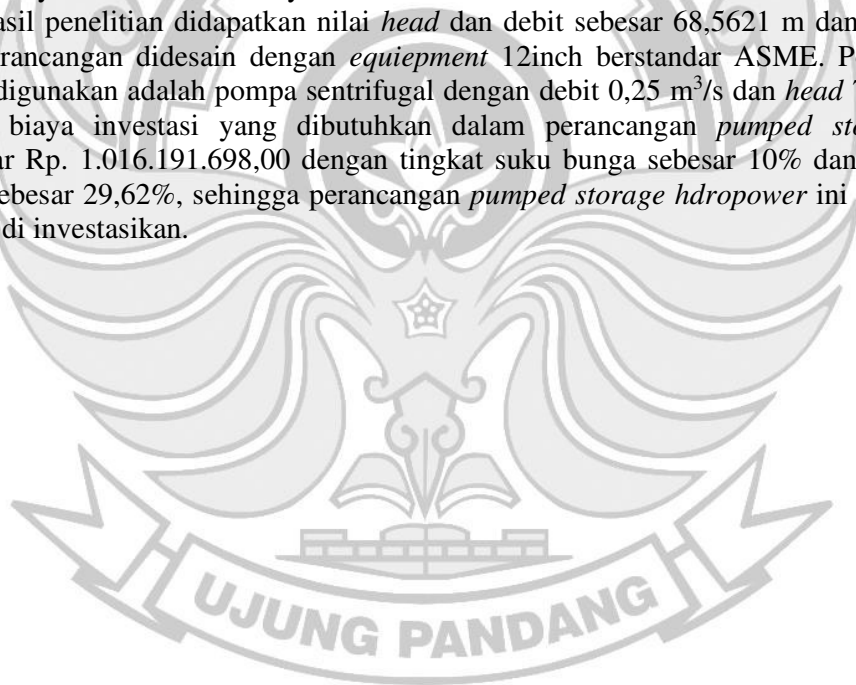 asil penelitian didapatkan nilai head dan debit sebesar 68,5621 m dan
rancangan didesain dengan equiepment 12inch berstandar ASME. P
digunakan adalah pompa sentrifugal dengan debit 0,25 m³/s dan head
biaya investasi yang dibutuhkan dalam perancangan pumped sto
ar Rp. 1.016.191.698,00 dengan tingkat suku bunga sebesar 10% dan
ebesar 29,62%, sehingga perancangan pumped storage hdropower ini
di investasikan.
UJUNG PANDANG